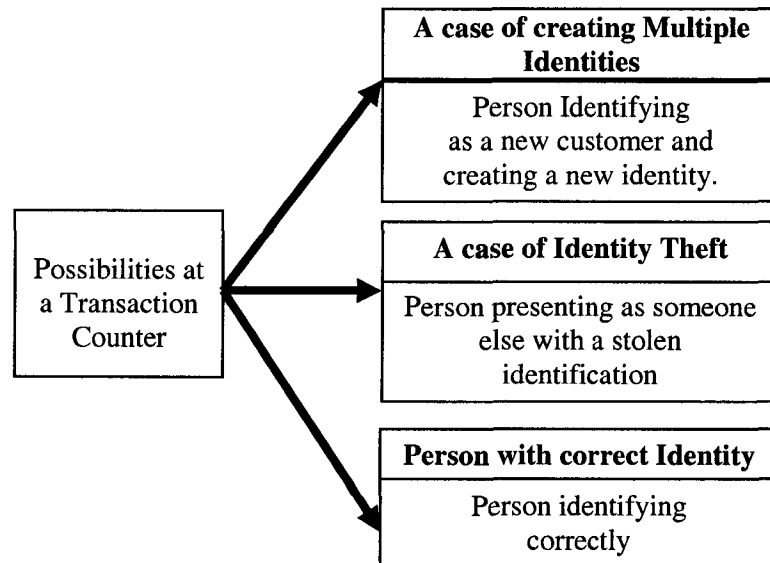 A case of creating Multiple
Identities
Person Identifying
as a new customer and
creating a new identity.
Possibilities at
a Transaction
Counter
A case of Identity Theft
Person presenting as someone
else with a stolen
identification
Person with correct Identity
Person identifying
correctly